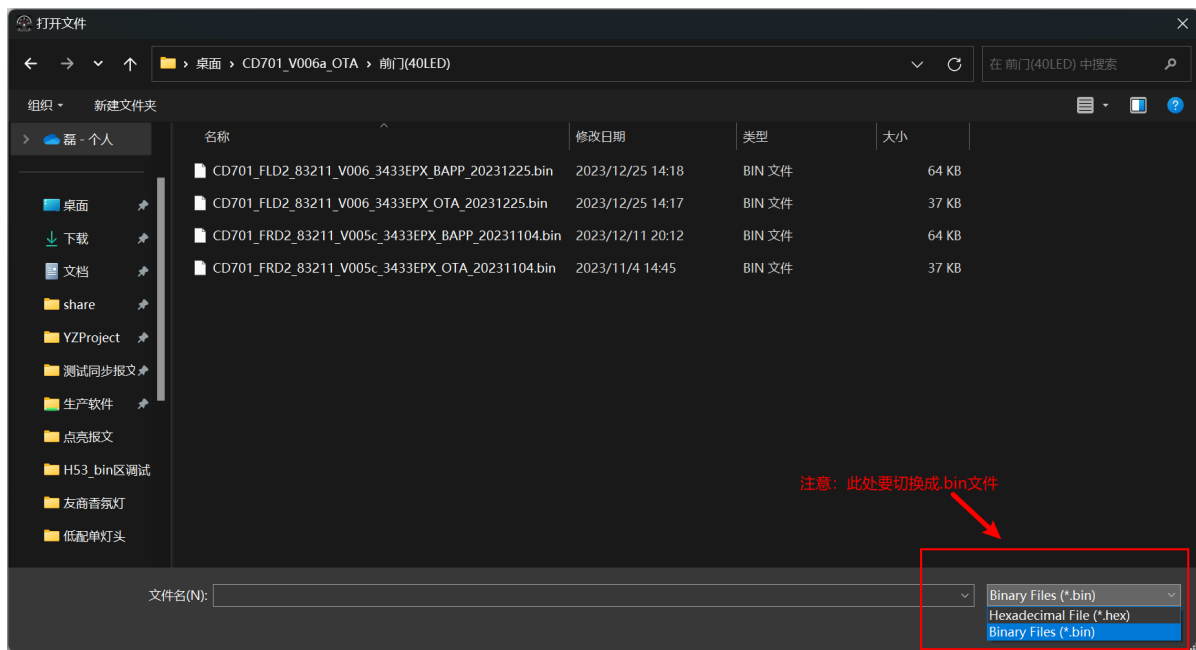 打开文件
桌面 › CD701_V006a_OTA › 前门(40LED)
在 前门(40LED) 中搜索
组织 新建文件夹
磊 - 个人
名称 修改日期 类型 大小
CD701_FLD2_83211_V006_3433EPX_BAPP_20231225.bin 2023/12/25 14:18 BIN 文件 64 KB
CD701_FLD2_83211_V006_3433EPX_OTA_20231225.bin 2023/12/25 14:17 BIN 文件 37 KB
CD701_FRD2_83211_V005c_3433EPX_BAPP_20231104.bin 2023/12/11 20:12 BIN 文件 64 KB
CD701_FRD2_83211_V005c_3433EPX_OTA_20231104.bin 2023/11/4 14:45 BIN 文件 37 KB
桌面
下载
文档
share
YZProject
测试同步报文
生产软件
点亮报文
H53_bin区调试
友商香氛灯
低配单灯头
注意：此处要切换成.bin文件
文件名(N):
Binary Files (*.bin)
Hexadecimal File (*.hex)
Binary Files (*.bin)